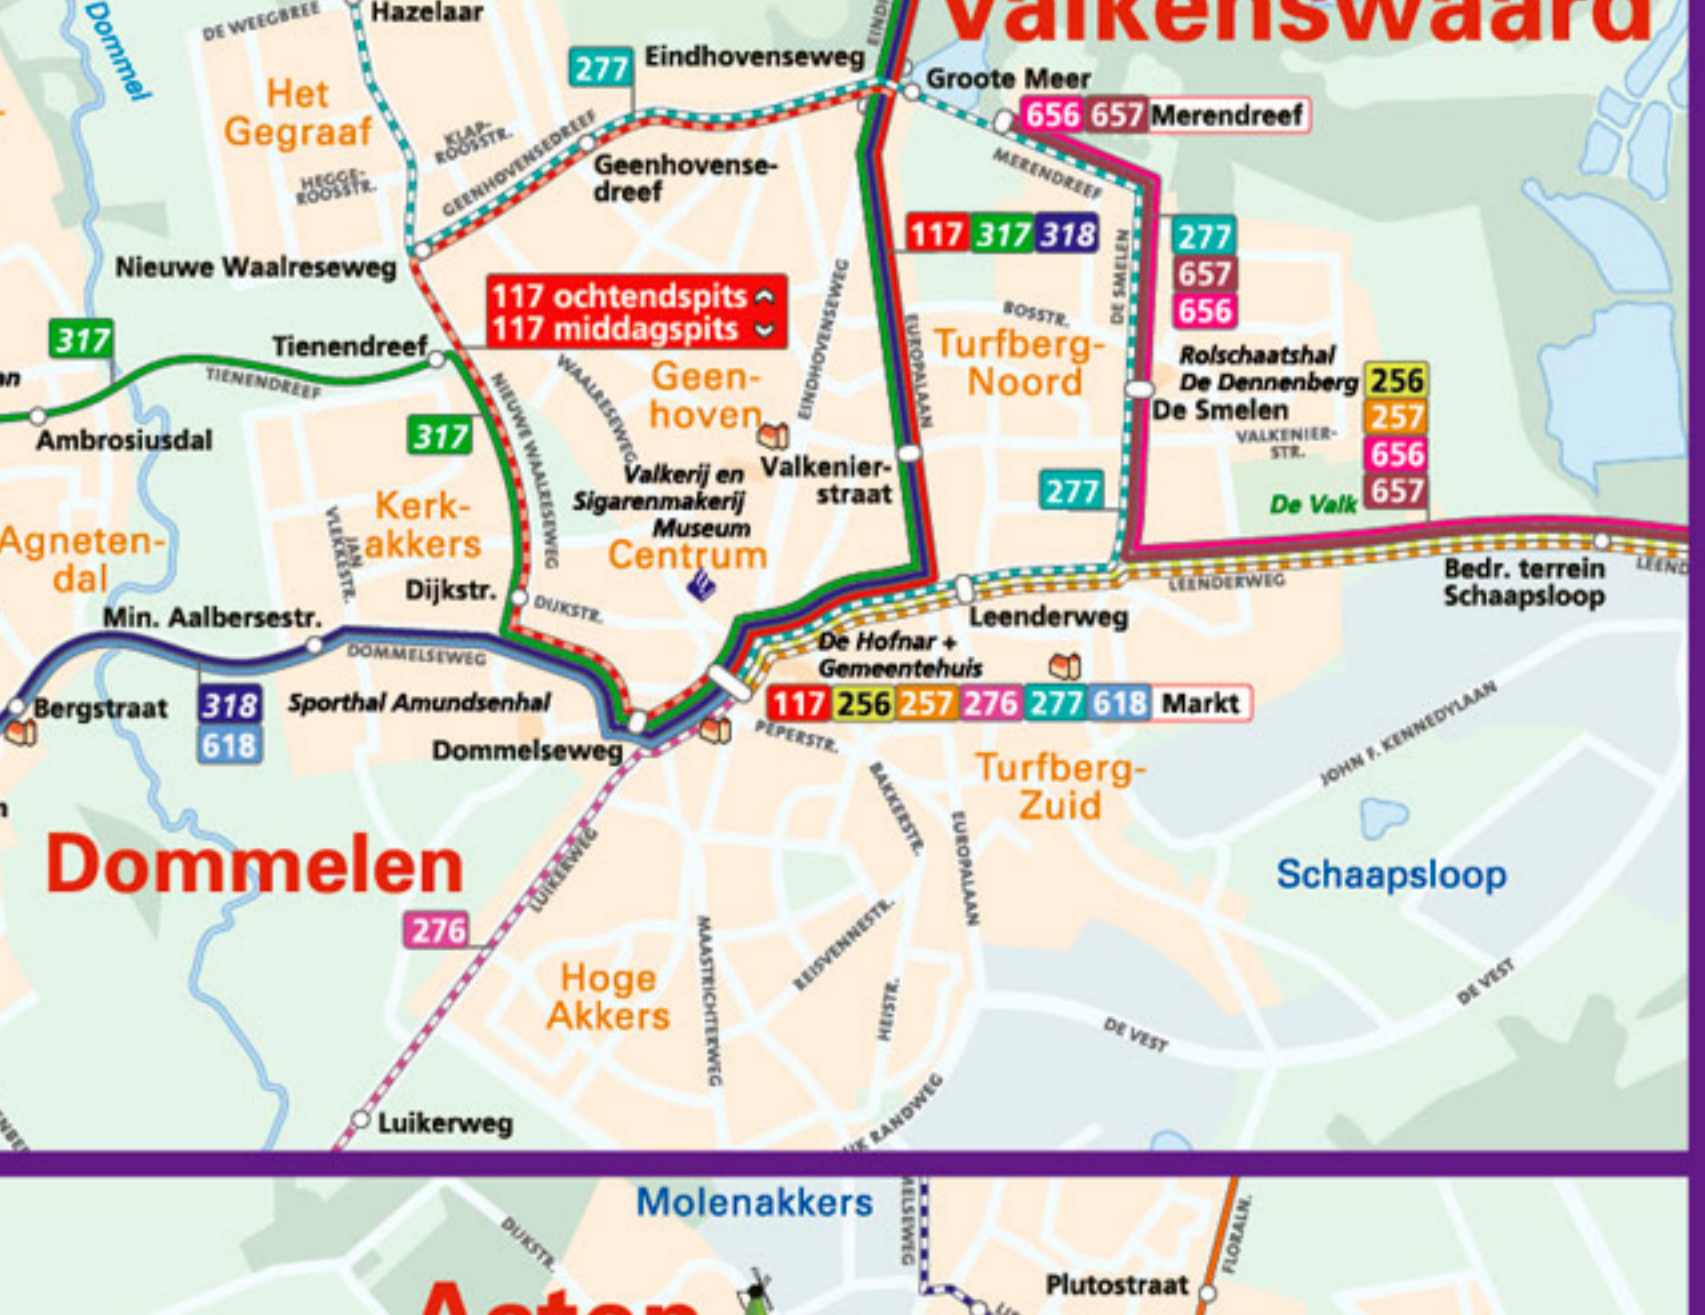 Valkenswaard
Hazelaar
DE WEEGBREE
Dommel
Het
Gegraaf
277
Eindhovenseweg
Groote Meer
656 657 Merendreef
KLAP-
ROOSSTR.
HEGGE-
ROOSSTR.
GEENHOVENSEDREEF
Geenhovense-
dreef
MERENDREEF
Nieuwe Waalreseweg
117 317 318
277
657
656
DE SMELEN
117 ochtendspits
117 middagspits
317
Tienendreef
TIENENDREEF
Ambrosiusdal
317
NIEUWE WAALRESEWEG
WAALRESEWEG
Geen-
hoven
EINDHOVENSEWEG
EUROPALAAN
BOSSTR.
Turfberg-
Noord
Rolschaatshal
De Dennenberg
De Smelen
256
257
656
657
VALKENIER-
STR.
De Valk
Valkerij en
Sigarenmakerij
Museum
Valkenier-
straat
277
Kerk-
akkers
Centrum
Agneten-
dal
JAN
VLEKKESTR.
Dijkstr.
DIJKSTR.
Min. Aalbersestr.
DOMMELSEWEG
Leenderweg
LEENDERWEG
Bedr. terrein
Schaapsloop
LEEND
De Hofnar +
Gemeentehuis
Bergstraat
318
618
Sporthal Amundsenhal
Dommelseweg
117 256 257 276 277 618 Markt
PEPERSTR.
BAKKERSTR.
EUROPALAAN
Turfberg-
Zuid
JOHN F. KENNEDYLAAN
Dommelen
LUIKERWEG
276
Schaapsloop
Hoge
Akkers
MAASTRICHTERWEG
REISVENNESTR.
HEISTR.
DE VEST
DE VEST
Luikerweg
RANDWEG
Molenakkers
DIJKSTR.
MELSEWEG
FLORALN.
Plutostraat
Asten